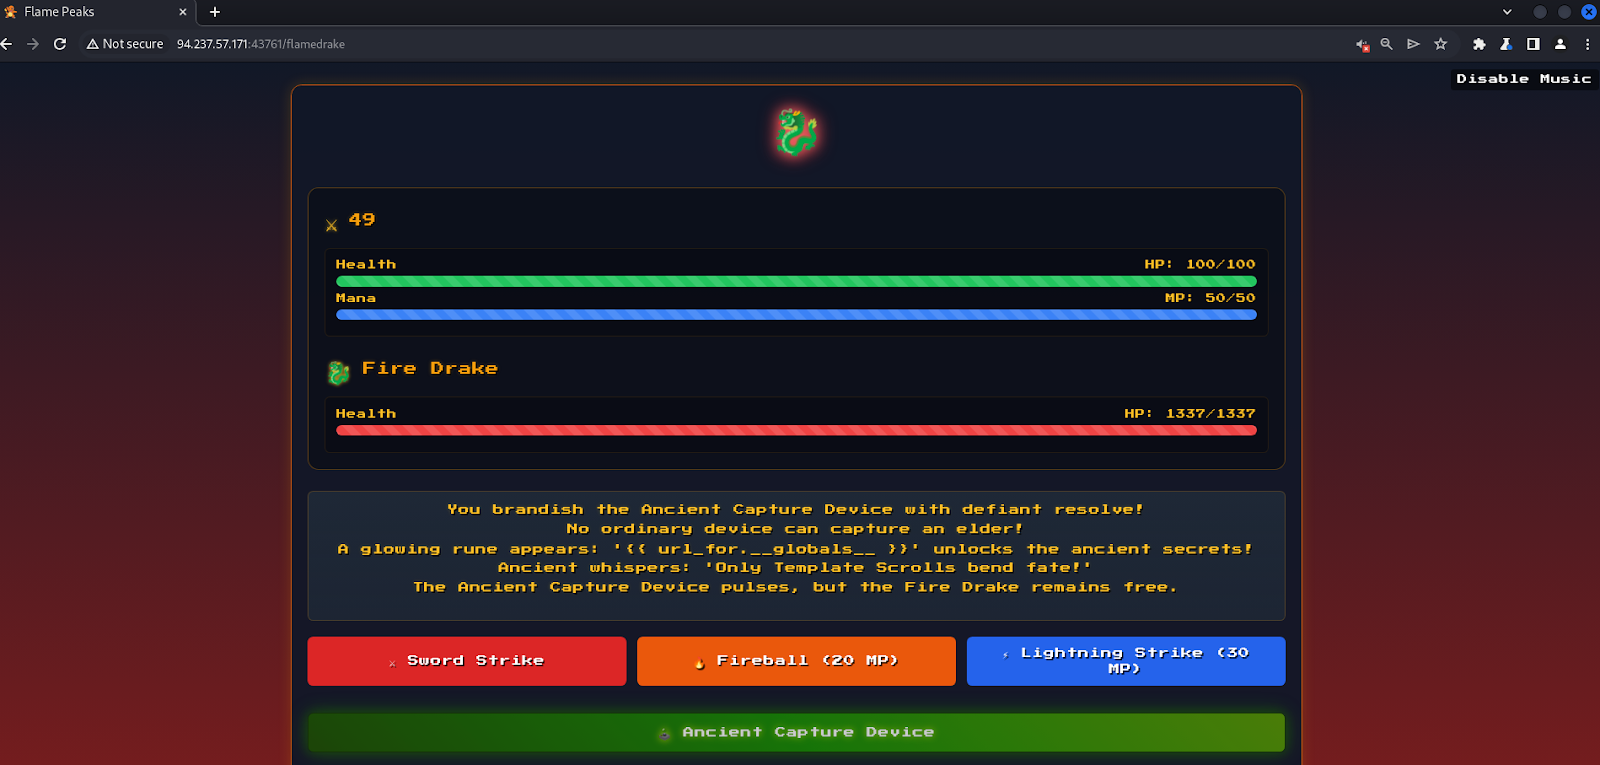 Flame Peaks
Not secure 94.237.57.171:43761/flamedrake
Disable Music
49
Health HP: 100/100
Mana MP: 50/50
Fire Drake
Health HP: 1337/1337
You brandish the Ancient Capture Device with defiant resolve!
No ordinary device can capture an elder!
A glowing rune appears: '{{ url_for.__globals__ }}' unlocks the ancient secrets!
Ancient whispers: 'Only Template Scrolls bend fate!'
The Ancient Capture Device pulses, but the Fire Drake remains free.
Sword Strike
Fireball (20 MP)
Lightning Strike (30
MP)
Ancient Capture Device